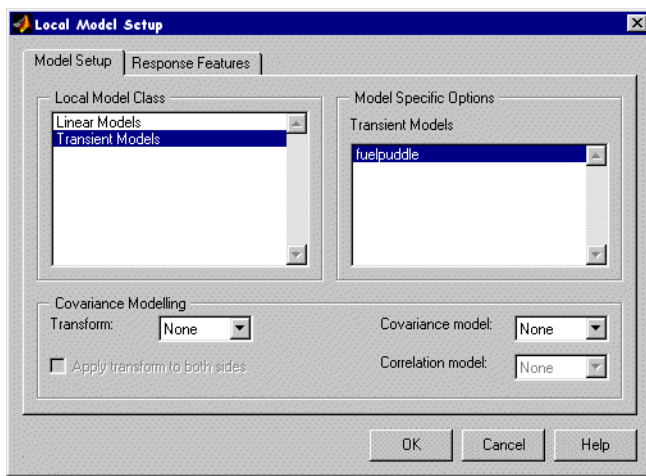 Local Model Setup
Model Setup
Response Features
Local Model Class
Linear Models
Transient Models
Model Specific Options
Transient Models
fuelpuddle
Covariance Modelling
Transform:
None
Covariance model:
None
Apply transform to both sides
Correlation model:
None
OK
Cancel
Help